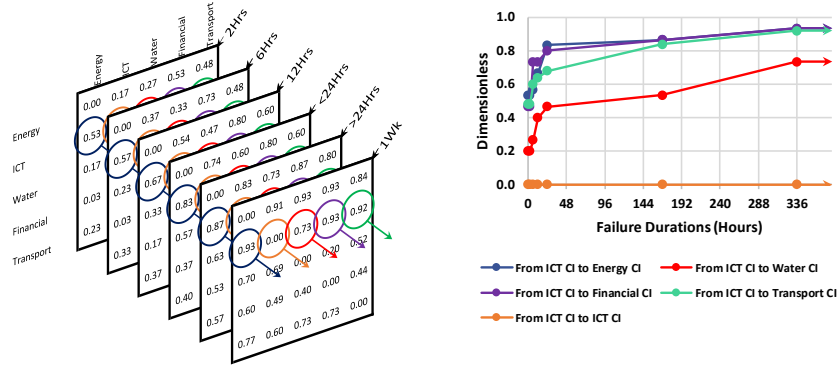 Energy
ICT
Water
Financial
Transport
2Hrs
6Hrs
12Hrs
<24Hrs
>24Hrs
1Wk
Energy
ICT
Water
Financial
Transport
0.00 0.17 0.27 0.53 0.48
0.53
0.17
0.03
0.23
0.00 0.37 0.33 0.73 0.48
0.57
0.23
0.03
0.33
0.00 0.54 0.47 0.80 0.60
0.67
0.33
0.17
0.37
0.00 0.74 0.60 0.80 0.60
0.83
0.57
0.37
0.40
0.00 0.83 0.73 0.87 0.80
0.87
0.63
0.53
0.57
0.00 0.91 0.93 0.93 0.84
0.93 0.00 0.73 0.93 0.92
0.70 0.69 0.00 0.20
0.60 0.49 0.40 0.00 0.44
0.77 0.60 0.73 0.73 0.00
Dimensionless
1.0
0.8
0.6
0.4
0.2
0.0
0 48 96 144 192 240 288 336
Failure Durations (Hours)
From ICT CI to Energy CI
From ICT CI to Water CI
From ICT CI to Financial CI
From ICT CI to Transport CI
From ICT CI to ICT CI